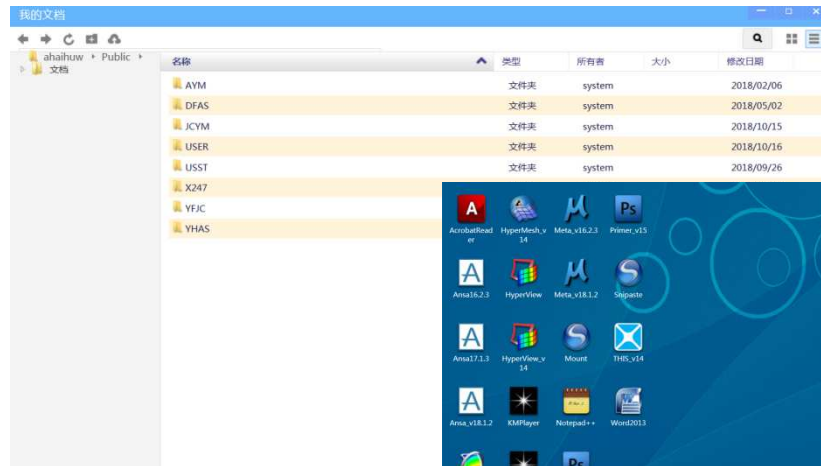 我的文档
ahaihuw Public
文档
名称 类型 所有者 大小 修改日期
AYM 文件夹 system 2018/02/06
DFAS 文件夹 system 2018/05/02
JCYM 文件夹 system 2018/10/15
USER 文件夹 system 2018/10/16
USST 文件夹 system 2018/09/26
X247
YFJC
YHAS
A Ps
AcrobatReader HyperMesh_v14 Meta_v16.2.3 Primer_v15
Ansa16.2.3 HyperView Meta_v18.1.2 Snipaste
Ansa17.1.3 HyperView_v14 Mount THIS_v14
Ansa_v18.1.2 KMPlayer Notepad++ Word2013
Ps